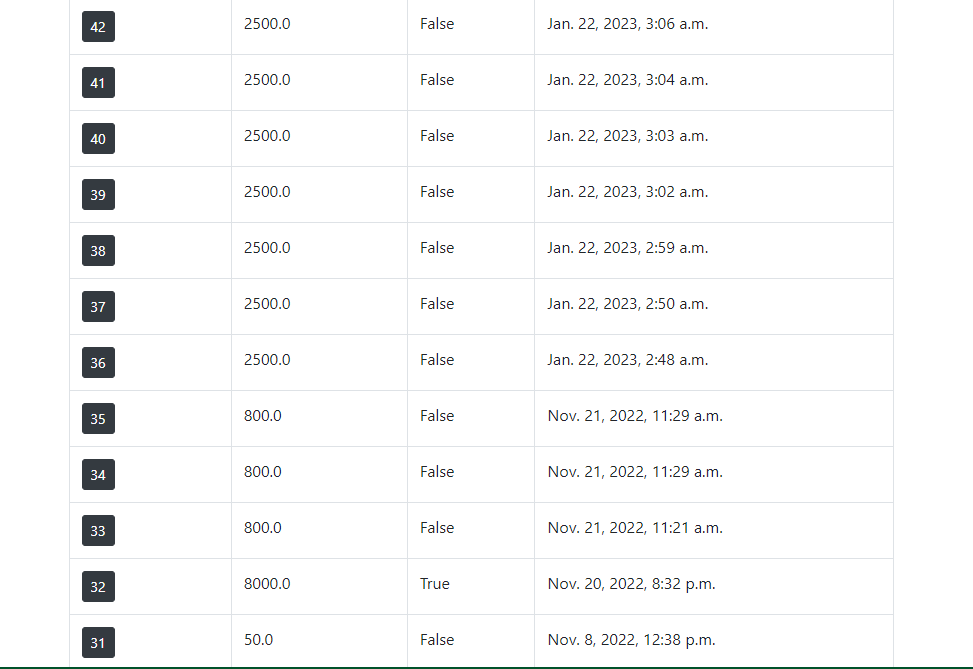 42 2500.0 False Jan. 22, 2023, 3:06 a.m.
41 2500.0 False Jan. 22, 2023, 3:04 a.m.
40 2500.0 False Jan. 22, 2023, 3:03 a.m.
39 2500.0 False Jan. 22, 2023, 3:02 a.m.
38 2500.0 False Jan. 22, 2023, 2:59 a.m.
37 2500.0 False Jan. 22, 2023, 2:50 a.m.
36 2500.0 False Jan. 22, 2023, 2:48 a.m.
35 800.0 False Nov. 21, 2022, 11:29 a.m.
34 800.0 False Nov. 21, 2022, 11:29 a.m.
33 800.0 False Nov. 21, 2022, 11:21 a.m.
32 8000.0 True Nov. 20, 2022, 8:32 p.m.
31 50.0 False Nov. 8, 2022, 12:38 p.m.